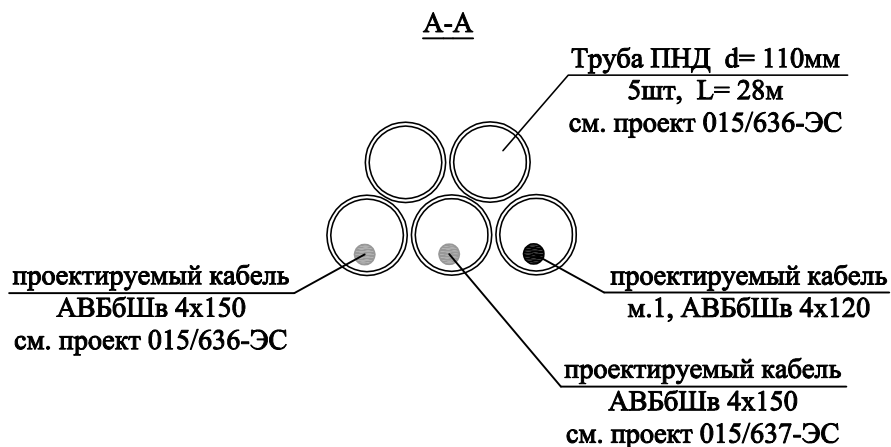 А-А
Труба ПНД d= 110мм
5шт, L= 28м
см. проект 015/636-ЭС
проектируемый кабель
АВБбШв 4х150
см. проект 015/636-ЭС
проектируемый кабель
м.1, АВБбШв 4х120
проектируемый кабель
АВБбШв 4х150
см. проект 015/637-ЭС